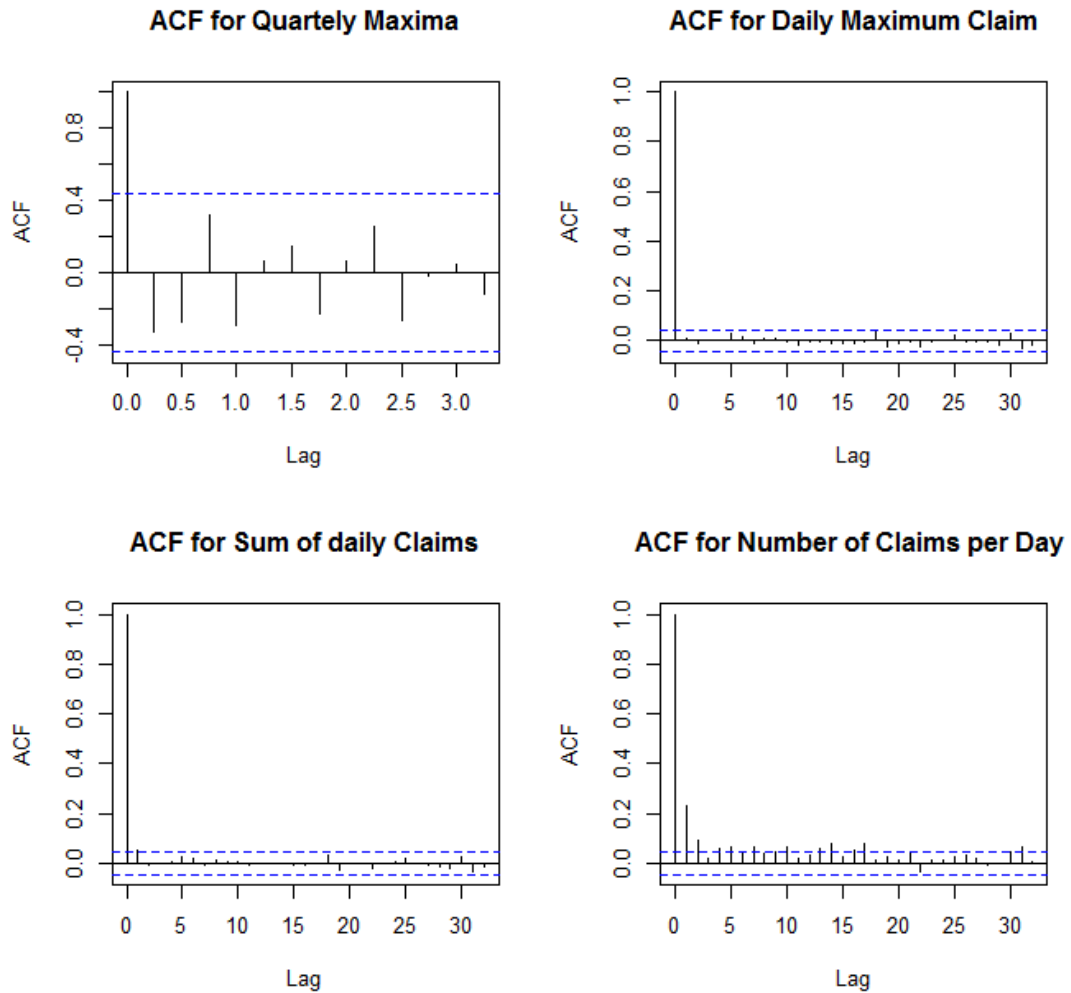 ACF for Quartely Maxima
ACF
0.8
0.4
0.0
-0.4
0.0 0.5 1.0 1.5 2.0 2.5 3.0
Lag
ACF for Daily Maximum Claim
ACF
1.0
0.8
0.6
0.4
0.2
0.0
0 5 10 15 20 25 30
Lag
ACF for Sum of daily Claims
ACF
1.0
0.8
0.6
0.4
0.2
0.0
0 5 10 15 20 25 30
Lag
ACF for Number of Claims per Day
ACF
1.0
0.8
0.6
0.4
0.2
0.0
0 5 10 15 20 25 30
Lag